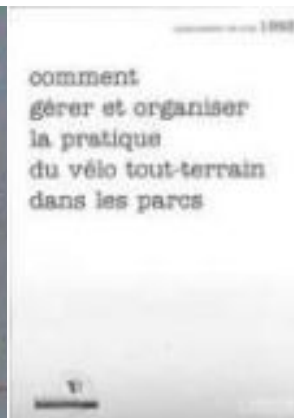 comment
gérer et organiser
la pratique
du vélo tout-terrain
dans les parcs